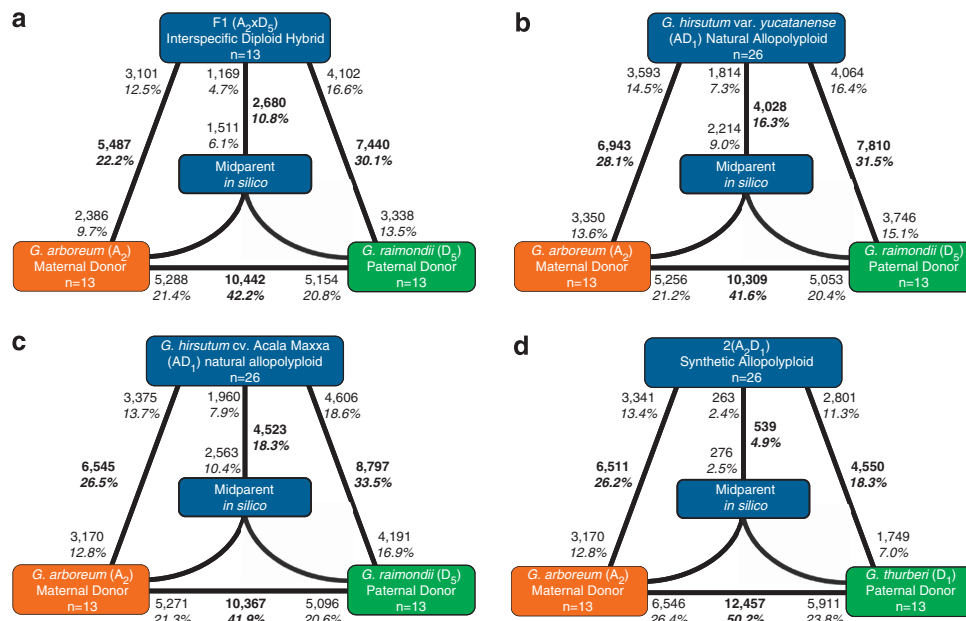 a
F1 (A2xD5)
Interspecific Diploid Hybrid
n=13
3,101
12.5%
1,169
4.7%
4,102
16.6%
2,680
10.8%
1,511
6.1%
5,487
22.2%
7,440
30.1%
Midparent
in silico
2,386
9.7%
3,338
13.5%
G. arboreum (A2)
Maternal Donor
n=13
G. raimondii (D5)
Paternal Donor
n=13
5,288 10,442 5,154
21.4% 42.2% 20.8%
b
G. hirsutum var. yucatanense
(AD1) Natural Allopolyploid
n=26
3,593
14.5%
1,814
7.3%
4,064
16.4%
4,028
16.3%
2,214
9.0%
6,943
28.1%
7,810
31.5%
Midparent
in silico
3,350
13.6%
3,746
15.1%
G. arboreum (A2)
Maternal Donor
n=13
G. raimondii (D5)
Paternal Donor
n=13
5,256 10,309 5,053
21.2% 41.6% 20.4%
c
G. hirsutum cv. Acala Maxxa
(AD1) natural allopolyploid
n=26
3,375
13.7%
1,960
7.9%
4,606
18.6%
4,523
18.3%
2,563
10.4%
6,545
26.5%
8,797
33.5%
Midparent
in silico
3,170
12.8%
4,191
16.9%
G. arboreum (A2)
Maternal Donor
n=13
G. raimondii (D5)
Paternal Donor
n=13
5,271 10,367 5,096
21.3% 41.9% 20.6%
d
2(A2D1)
Synthetic Allopolyploid
n=26
3,341
13.4%
263
2.4%
2,801
11.3%
539
4.9%
276
2.5%
6,511
26.2%
4,550
18.3%
Midparent
in silico
3,170
12.8%
1,749
7.0%
G. arboreum (A2)
Maternal Donor
n=13
G. thurberi (D1)
Paternal Donor
n=13
6,546 12,457 5,911
26.4% 50.2% 23.8%